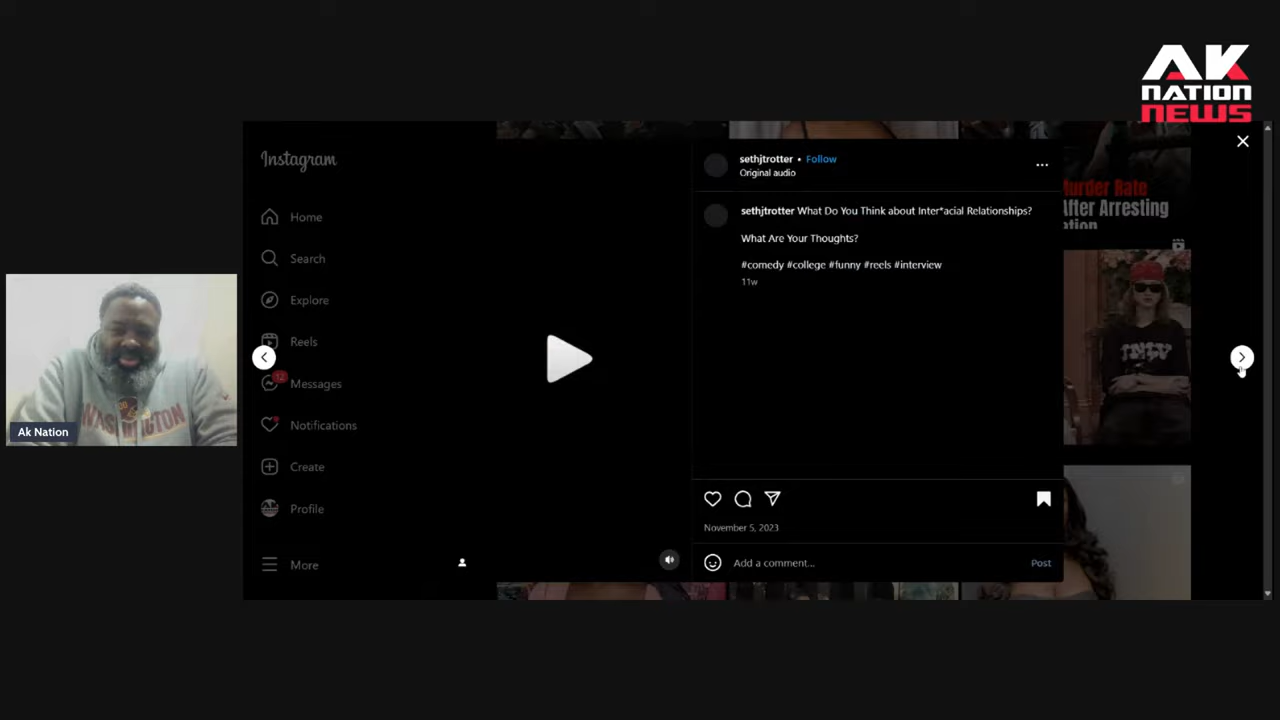 AK
NATION
NEWS
Instagram
Home
Search
Explore
Reels
12
Messages
Notifications
Create
Profile
More
sethjtrotter • Follow
Original audio
sethjtrotter What Do You Think about Inter*acial Relationships?
What Are Your Thoughts?
#comedy #college #funny #reels #interview
11w
November 5, 2023
Add a comment...
Post
Murder Rate
After Arresting
WASHINGTON
Ak Nation